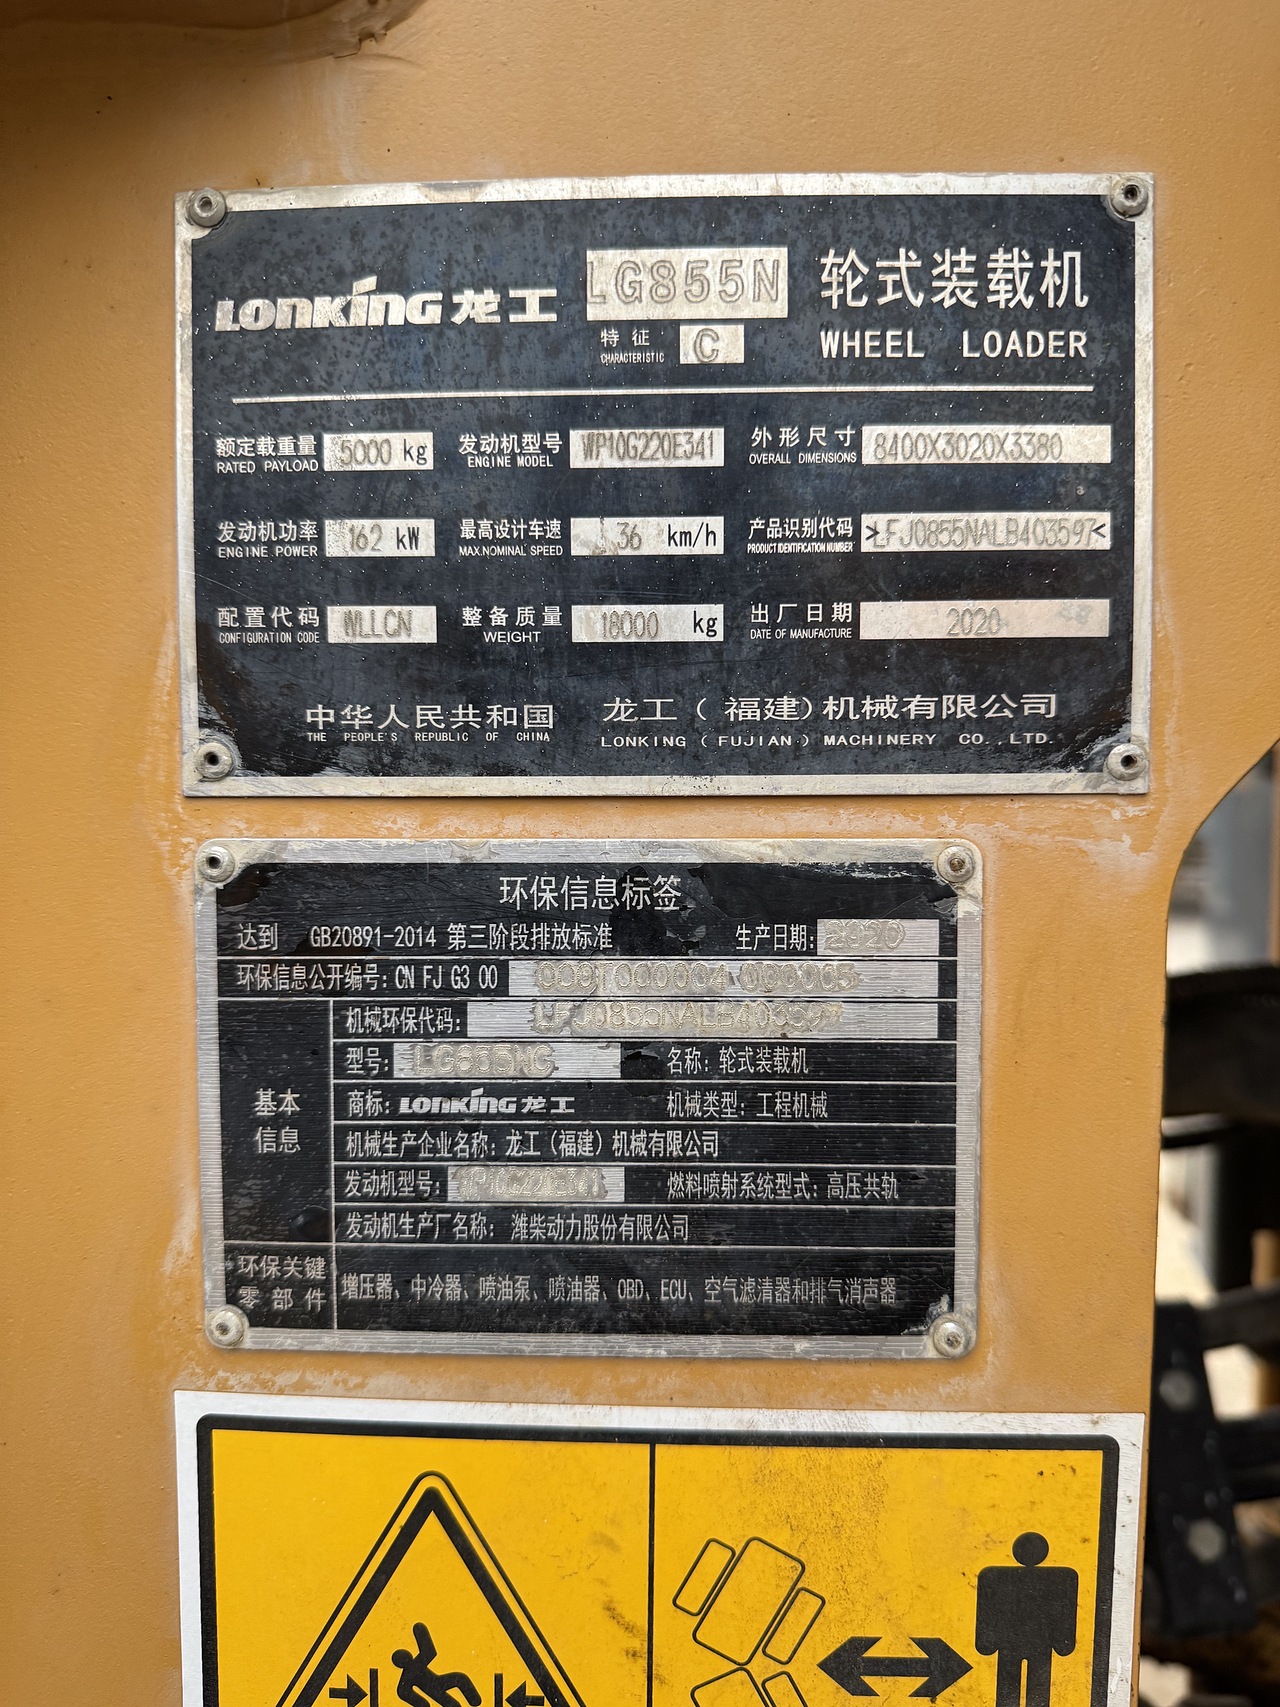 LONKING 龙工 LG855N 轮式装载机
特征 CHARACTERISTIC C WHEEL LOADER
额定载重量 RATED PAYLOAD 5000 kg
发动机型号 ENGINE MODEL WP10G220E341
外形尺寸 OVERALL DIMENSIONS 8400X3020X3380
发动机功率 ENGINE POWER 162 kW
最高设计车速 MAX.NOMINAL SPEED 36 km/h
产品识别代码 PRODUCT IDENTIFICATION NUMBER >LFJ0855NALB403597<
配置代码 CONFIGURATION CODE WLLCN
整备质量 WEIGHT 18000 kg
出厂日期 DATE OF MANUFACTURE 2020
中华人民共和国 龙工（福建）机械有限公司
THE PEOPLE'S REPUBLIC OF CHINA LONKING (FUJIAN) MACHINERY CO.,LTD.
环保信息标签
达到 GB20891-2014 第三阶段排放标准 生产日期: 2020
环保信息公开编号: CN FJ G3 00
机械环保代码: LFJ0855NALB403597
型号: LG855NC 名称: 轮式装载机
基本信息
商标: LONKING 龙工 机械类型: 工程机械
机械生产企业名称: 龙工（福建）机械有限公司
发动机型号: WP10G220E341 燃料喷射系统型式: 高压共轨
发动机生产厂名称: 潍柴动力股份有限公司
环保关键零部件 增压器、中冷器、喷油泵、喷油器、OBD、ECU、空气滤清器和排气消声器